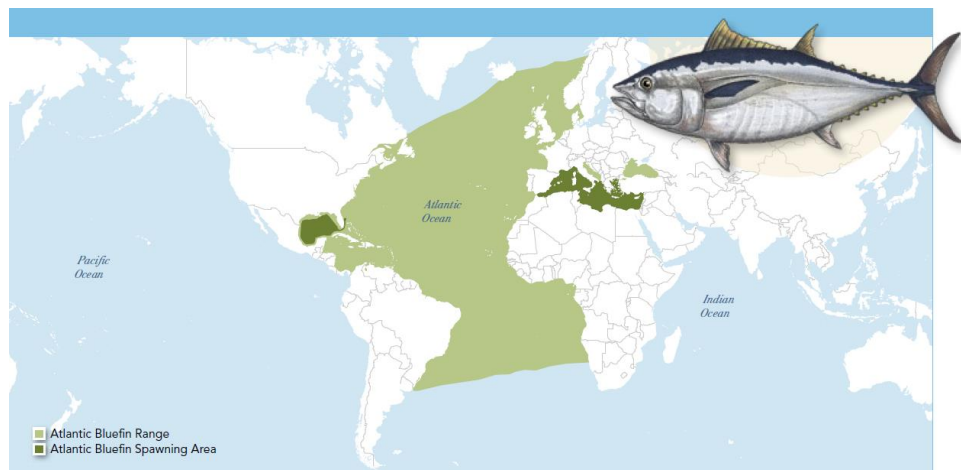 Atlantic
Ocean
Pacific
Ocean
Indian
Ocean
Atlantic Bluefin Range
Atlantic Bluefin Spawning Area